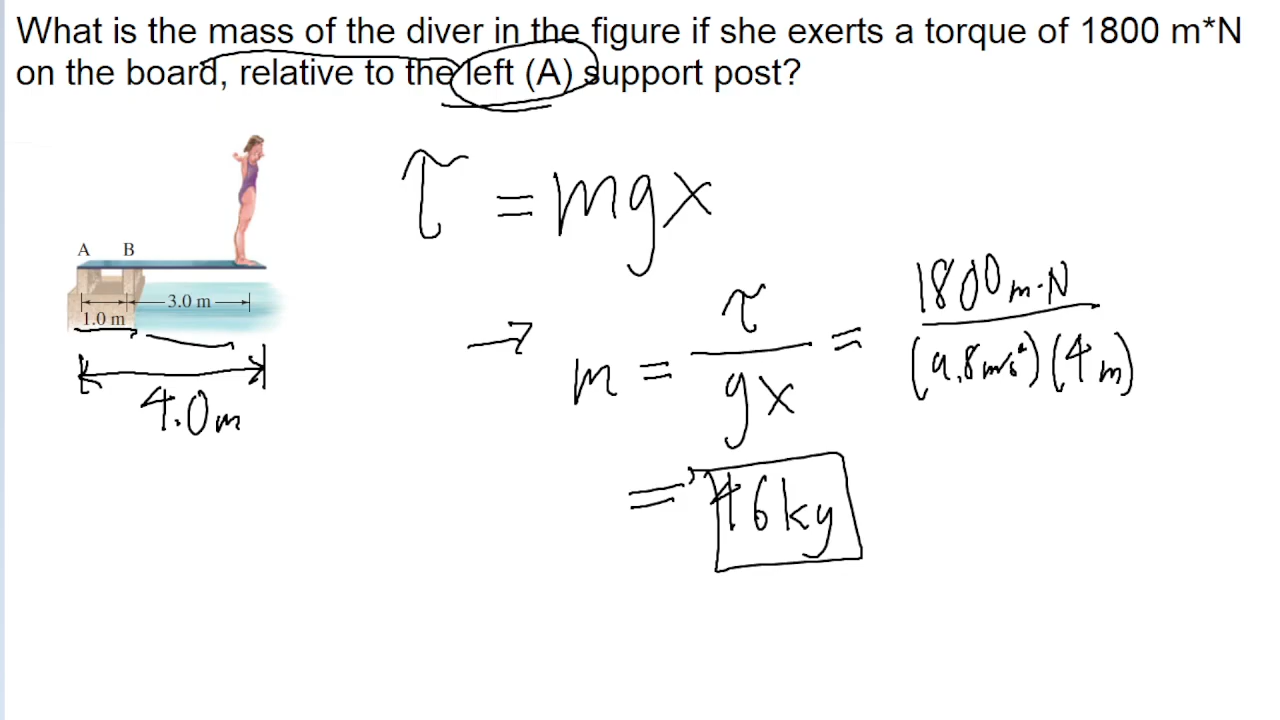 What is the mass of the diver in the figure if she exerts a torque of 1800 m*N
on the board, relative to the left (A) support post?
τ = mgx
A B
3.0 m
1.0 m
4.0 m
→ m = τ / gx = 1800 m·N / (9.8 m/s²)(4 m)
= 46 kg